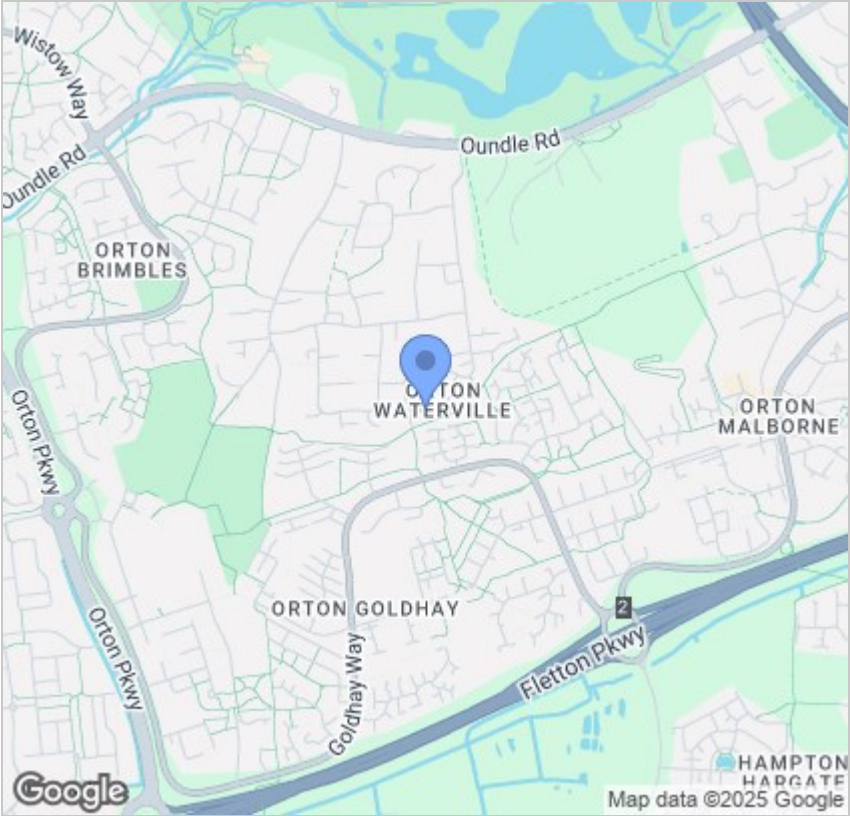 Wistow Way
Oundle Rd
Oundle Rd
ORTON
BRIMBLES
ORTON
WATERVILLE
ORTON
MALBORNE
Orton Pkwy
ORTON GOLDHAY
2
Orton Pkwy
Goldhay Way
Fletton Pkwy
HAMPTON
HARGATE
Google
Map data ©2025 Google